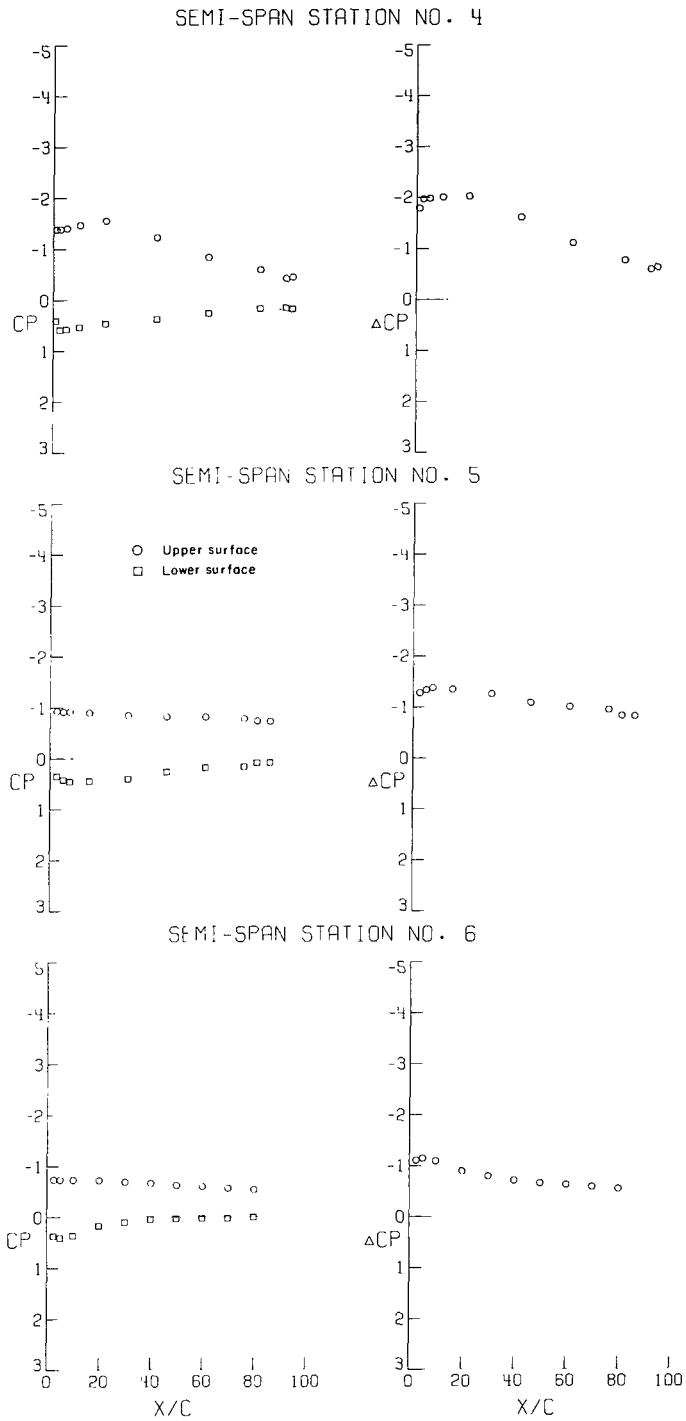 SEMI-SPAN STATION NO. 4
-5 -5
-4 -4
-3 -3
-2 -2
-1 -1
0 0
CP ΔCP
1 1
2 2
3 3
SEMI-SPAN STATION NO. 5
-5 -5
-4 -4
○ Upper surface
□ Lower surface
-3 -3
-2 -2
-1 -1
0 0
CP ΔCP
1 1
2 2
3 3
SEMI-SPAN STATION NO. 6
5 -5
-4 -4
3 -3
-2 -2
-1 -1
0 0
CP ΔCP
1 1
2 2
3 3
0 20 40 60 80 100 0 20 40 60 80 100
X/C X/C